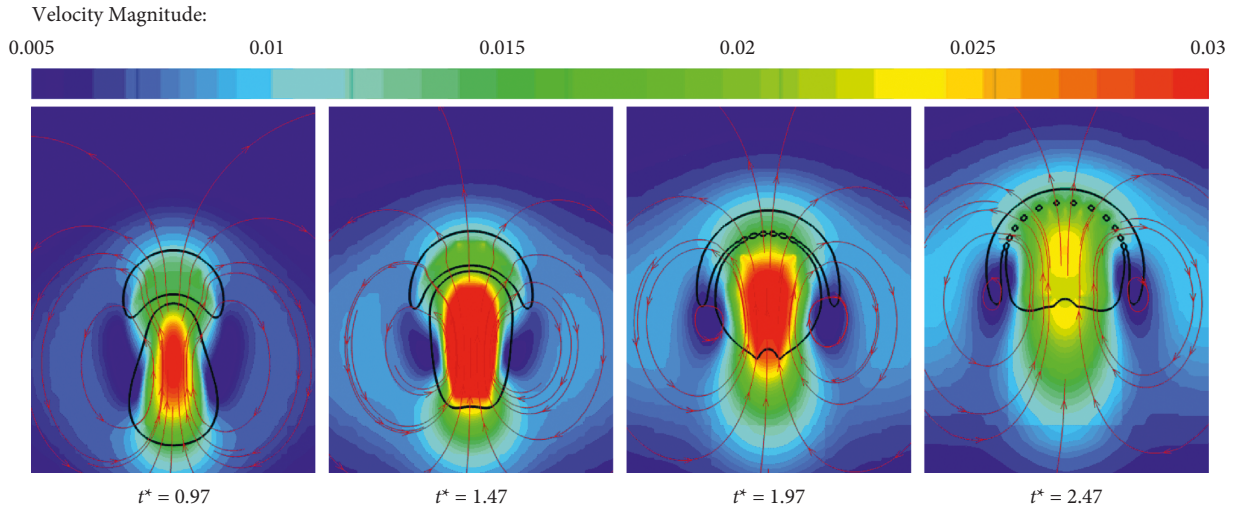 Velocity Magnitude:
0.005 0.01 0.015 0.02 0.025 0.03
t* = 0.97 t* = 1.47 t* = 1.97 t* = 2.47